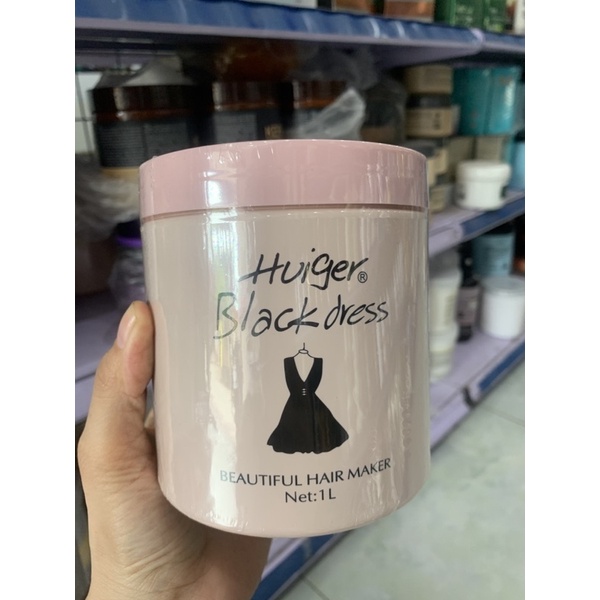 Huiger®
Black dress
BEAUTIFUL HAIR MAKER
Net:1L